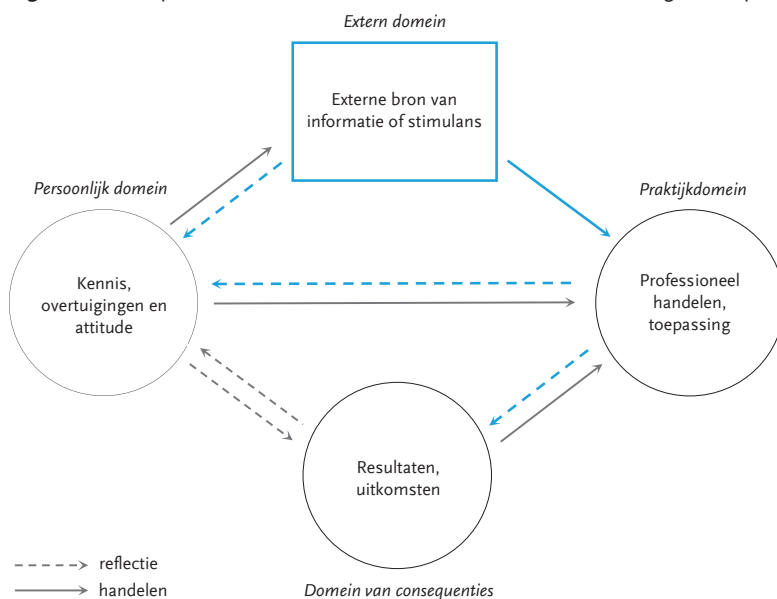 Extern domein
Externe bron van
informatie of stimulans
Persoonlijk domein
Praktijkdomein
Kennis,
overtuigingen en
attitude
Professioneel
handelen,
toepassing
Resultaten,
uitkomsten
reflectie
handelen
Domein van consequenties